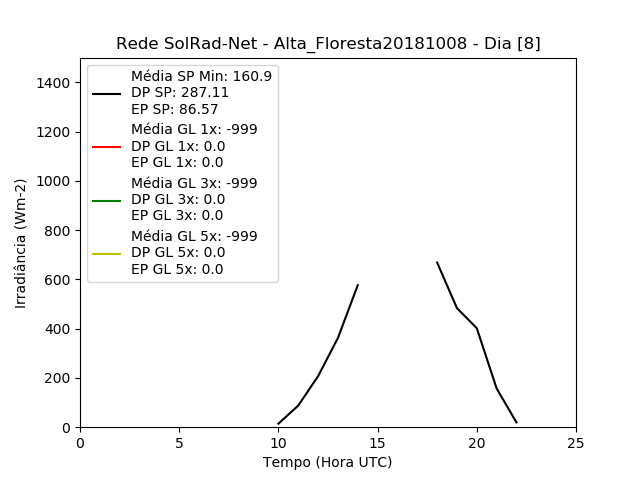 Rede SolRad-Net - Alta_Floresta20181008 - Dia [8]
Média SP Min: 160.9
DP SP: 287.11
EP SP: 86.57
Média GL 1x: -999
DP GL 1x: 0.0
EP GL 1x: 0.0
Média GL 3x: -999
DP GL 3x: 0.0
EP GL 3x: 0.0
Média GL 5x: -999
DP GL 5x: 0.0
EP GL 5x: 0.0
Irradiância (Wm-2)
1400
1200
1000
800
600
400
200
0
0 5 10 15 20 25
Tempo (Hora UTC)